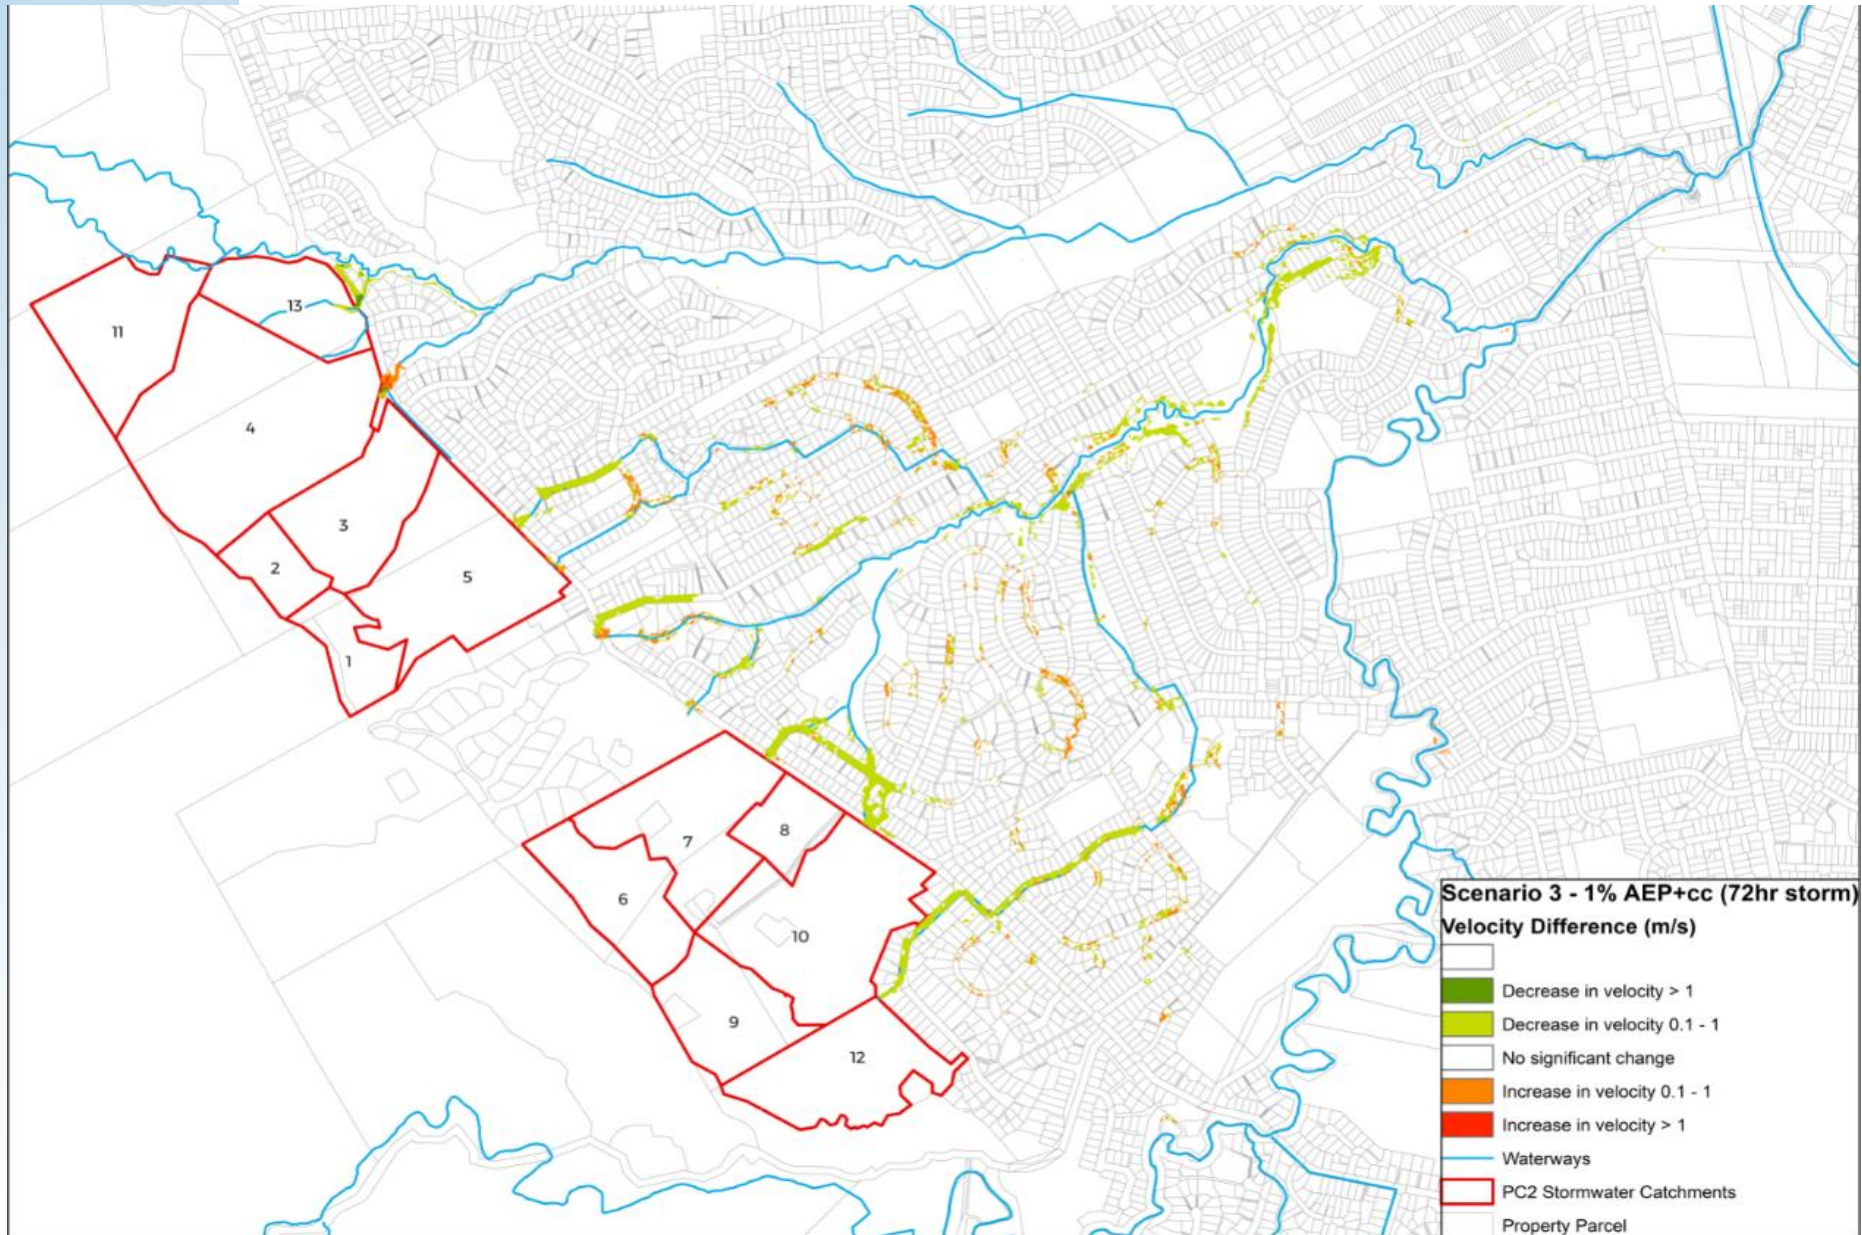 13
11
4
3
2
5
1
8
7
6
10
9
12
Scenario 3 - 1% AEP+cc (72hr storm)
Velocity Difference (m/s)
Decrease in velocity > 1
Decrease in velocity 0.1 - 1
No significant change
Increase in velocity 0.1 - 1
Increase in velocity > 1
Waterways
PC2 Stormwater Catchments
Property Parcel